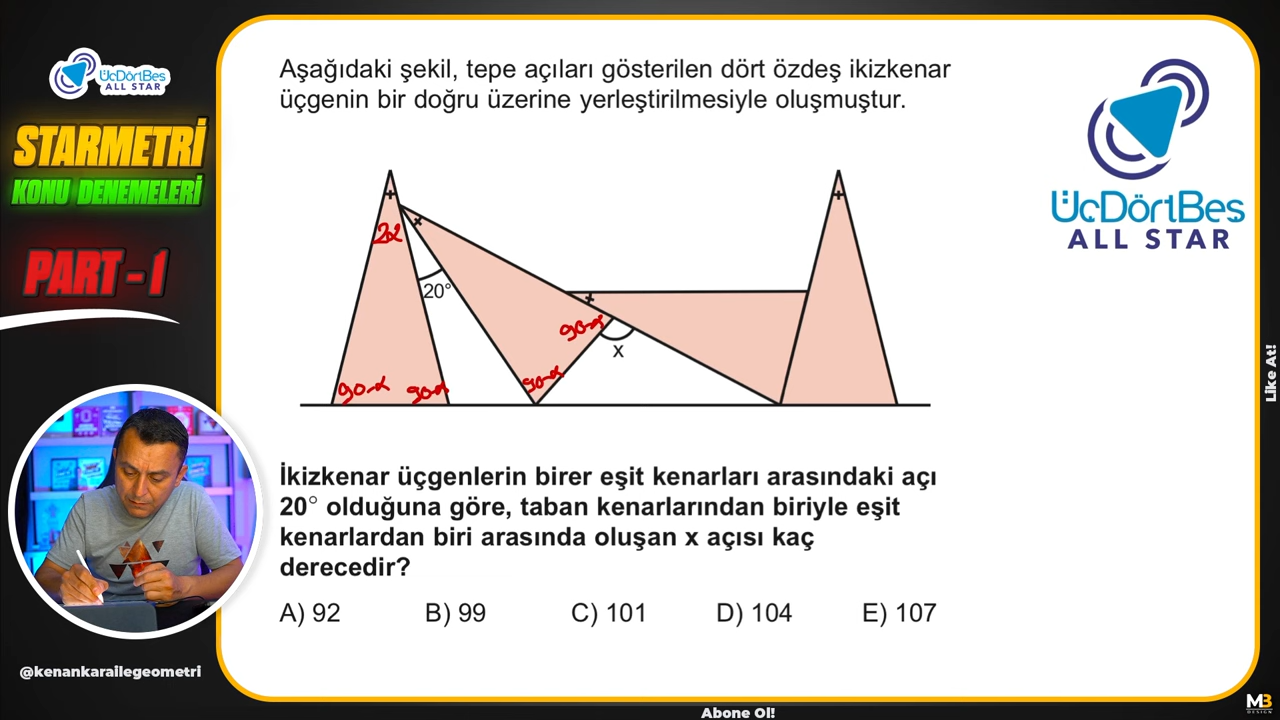 ÜçDörtBeş
ALL STAR
STARMETRİ
KONU DENEMELERİ
PART - 1
Aşağıdaki şekil, tepe açıları gösterilen dört özdeş ikizkenar
üçgenin bir doğru üzerine yerleştirilmesiyle oluşmuştur.
ÜçDörtBeş
ALL STAR
2α
20°
90-α
x
90-α
90-α
90-α
İkizkenar üçgenlerin birer eşit kenarları arasındaki açı
20° olduğuna göre, taban kenarlarından biriyle eşit
kenarlardan biri arasında oluşan x açısı kaç
derecedir?
A) 92 B) 99 C) 101 D) 104 E) 107
@kenankarailegeometri
Like At!
Abone Ol!
MB
DESIGN